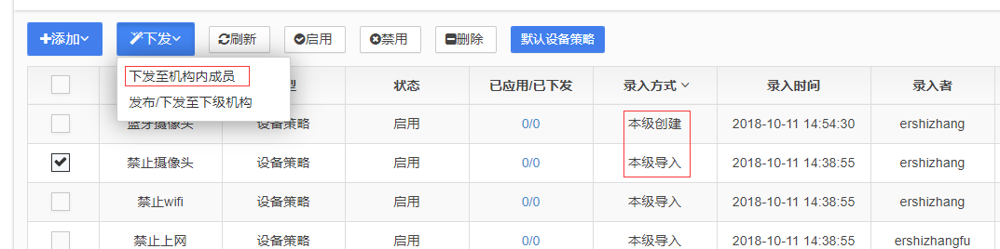 添加 下发 刷新 启用 禁用 删除 默认设备策略
下发至机构内成员
发布/下发至下级机构
型 状态 已应用/已下发 录入方式 录入时间 录入者
蓝牙摄像头 设备策略 启用 0/0 本级创建 2018-10-11 14:54:30 ershizhang
禁止摄像头 设备策略 启用 0/0 本级导入 2018-10-11 14:38:55 ershizhang
禁止wifi 设备策略 启用 0/0 本级导入 2018-10-11 14:38:55 ershizhang
禁止上网 设备策略 启用 0/0 本级导入 2018-10-11 14:38:55 ershizhangfu